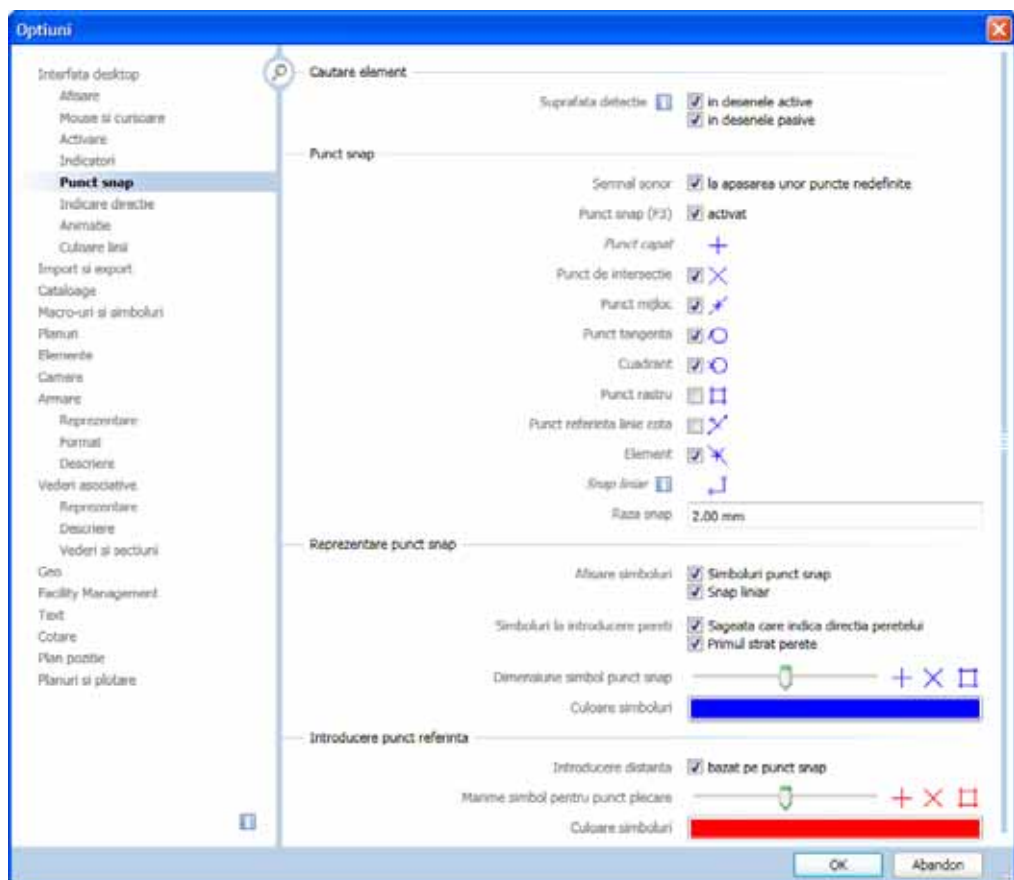 Optiuni
Interfata desktop
Afisare
Mouse si cursoare
Activare
Indicatori
Punct snap
Indicare directie
Animatie
Culoare linii
Import si export
Cataloage
Macro-uri si simboluri
Planuri
Elemente
Camere
Armare
Reprezentare
Format
Descriere
Vederi asociative
Reprezentare
Descriere
Vederi si sectiuni
Geo
Facility Management
Text
Cotare
Plan pozitie
Planuri si plotare
Cautare element
Suprafata detectie in desenele active
in desenele pasive
Punct snap
Semnal sonor la apasarea unor puncte nedefinite
Punct snap (F3) activat
Punct capat
Punct de intersectie
Punct mijloc
Punct tangenta
Cuadrant
Punct rastru
Punct referinta linie cota
Element
Snap liniar
Raza snap 2.00 mm
Reprezentare punct snap
Afisare simboluri Simboluri punct snap
Snap liniar
Simboluri la introducere pereti Sageata care indica directia peretelui
Primul strat perete
Dimensiune simbol punct snap
Culoare simboluri
Introducere punct referinta
Introducere distanta bazat pe punct snap
Marime simbol pentru punct plecare
Culoare simboluri
OK Abandon